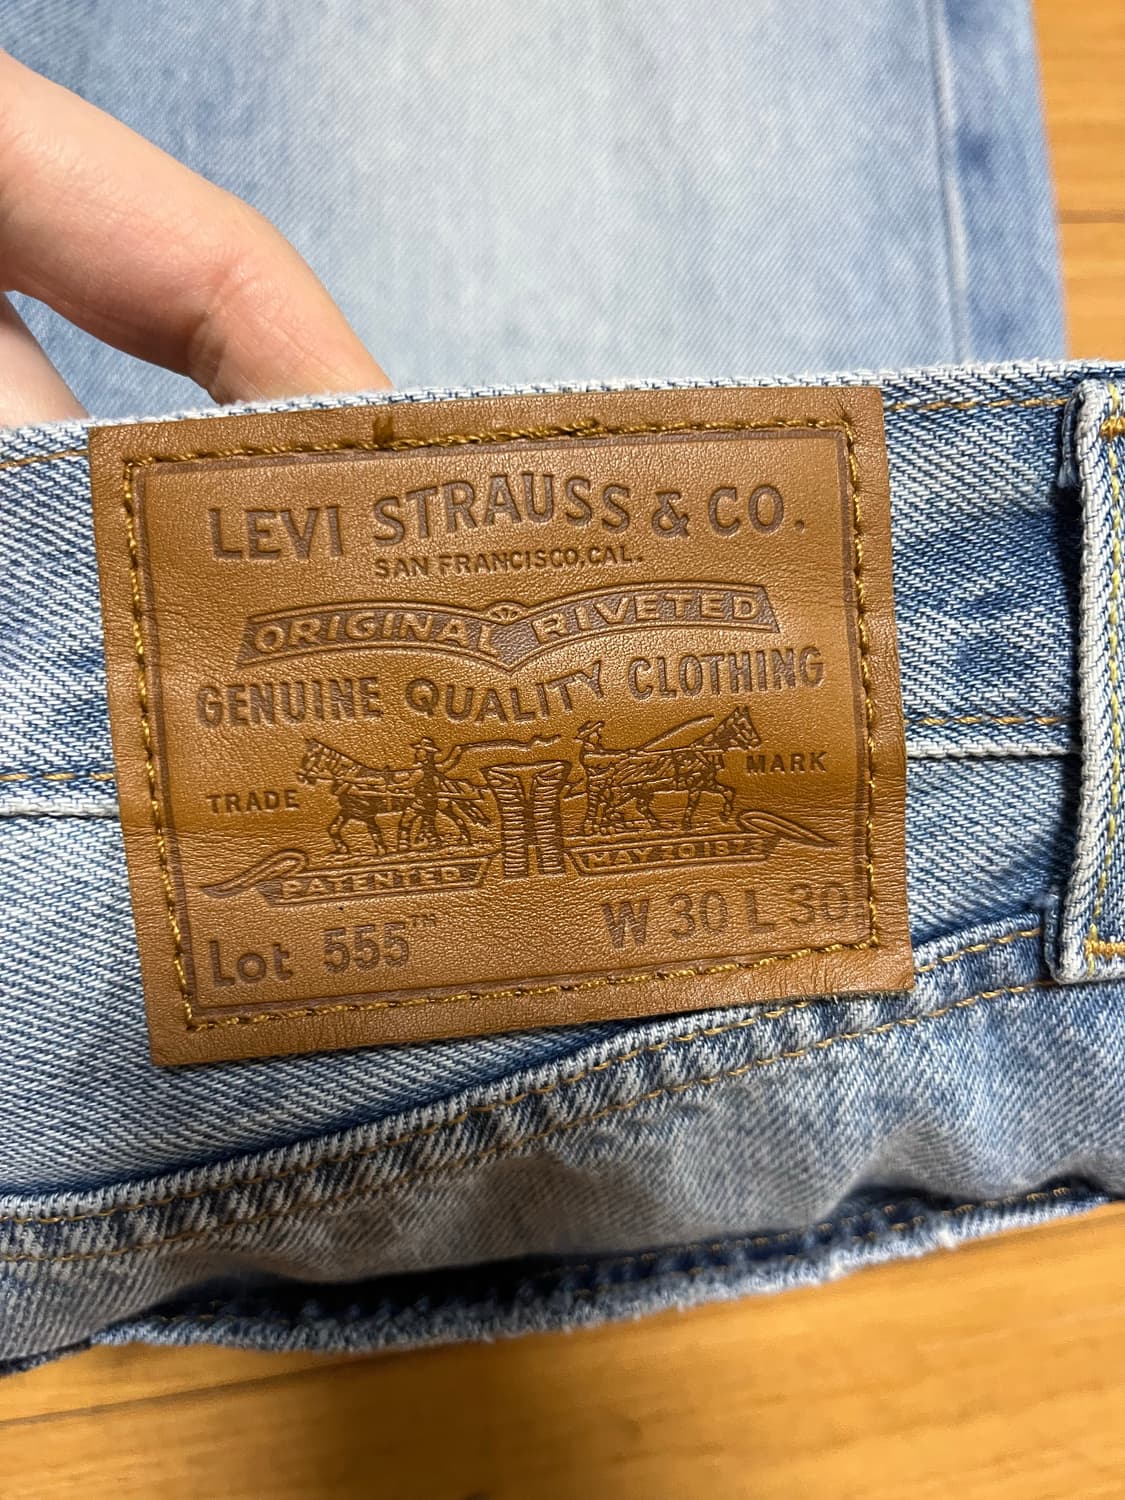 LEVI STRAUSS & CO.
SAN FRANCISCO, CAL.
ORIGINAL RIVETED
GENUINE QUALITY CLOTHING
TRADE MARK
PATENTED MAY 20 1873
Lot 555™ W 30 L 30